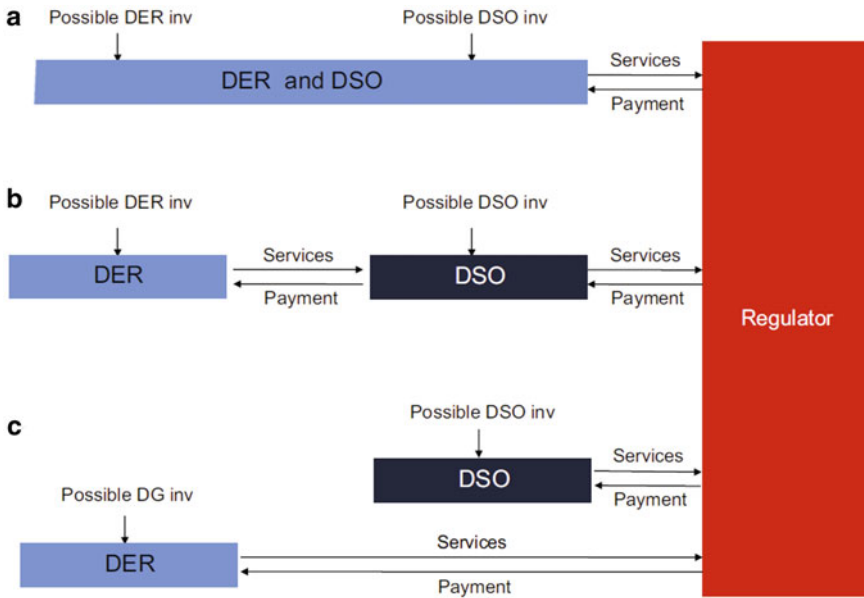 a
Possible DER inv
Possible DSO inv
DER and DSO
Services
Payment
b
Possible DER inv
Possible DSO inv
DER
Services
Payment
DSO
Services
Payment
Regulator
c
Possible DSO inv
DSO
Services
Payment
Possible DG inv
DER
Services
Payment